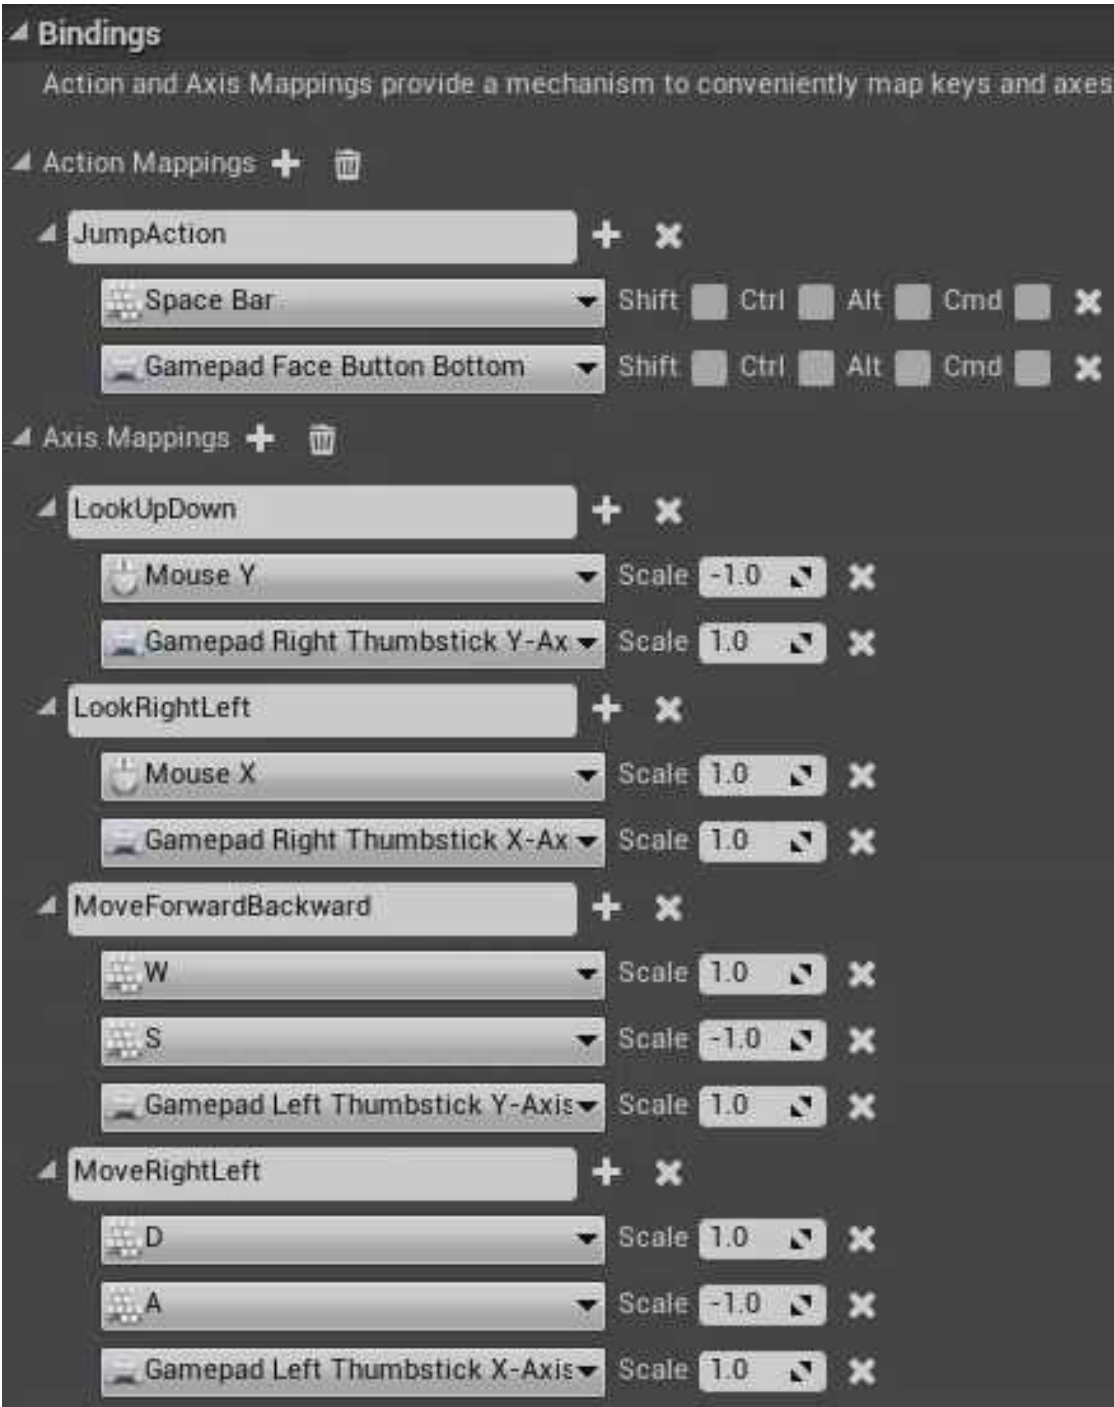 Bindings
Action and Axis Mappings provide a mechanism to conveniently map keys and axes
Action Mappings
JumpAction
Space Bar Shift Ctrl Alt Cmd
Gamepad Face Button Bottom Shift Ctrl Alt Cmd
Axis Mappings
LookUpDown
Mouse Y Scale -1.0
Gamepad Right Thumbstick Y-Ax Scale 1.0
LookRightLeft
Mouse X Scale 1.0
Gamepad Right Thumbstick X-Ax Scale 1.0
MoveForwardBackward
W Scale 1.0
S Scale -1.0
Gamepad Left Thumbstick Y-Axis Scale 1.0
MoveRightLeft
D Scale 1.0
A Scale -1.0
Gamepad Left Thumbstick X-Axis Scale 1.0